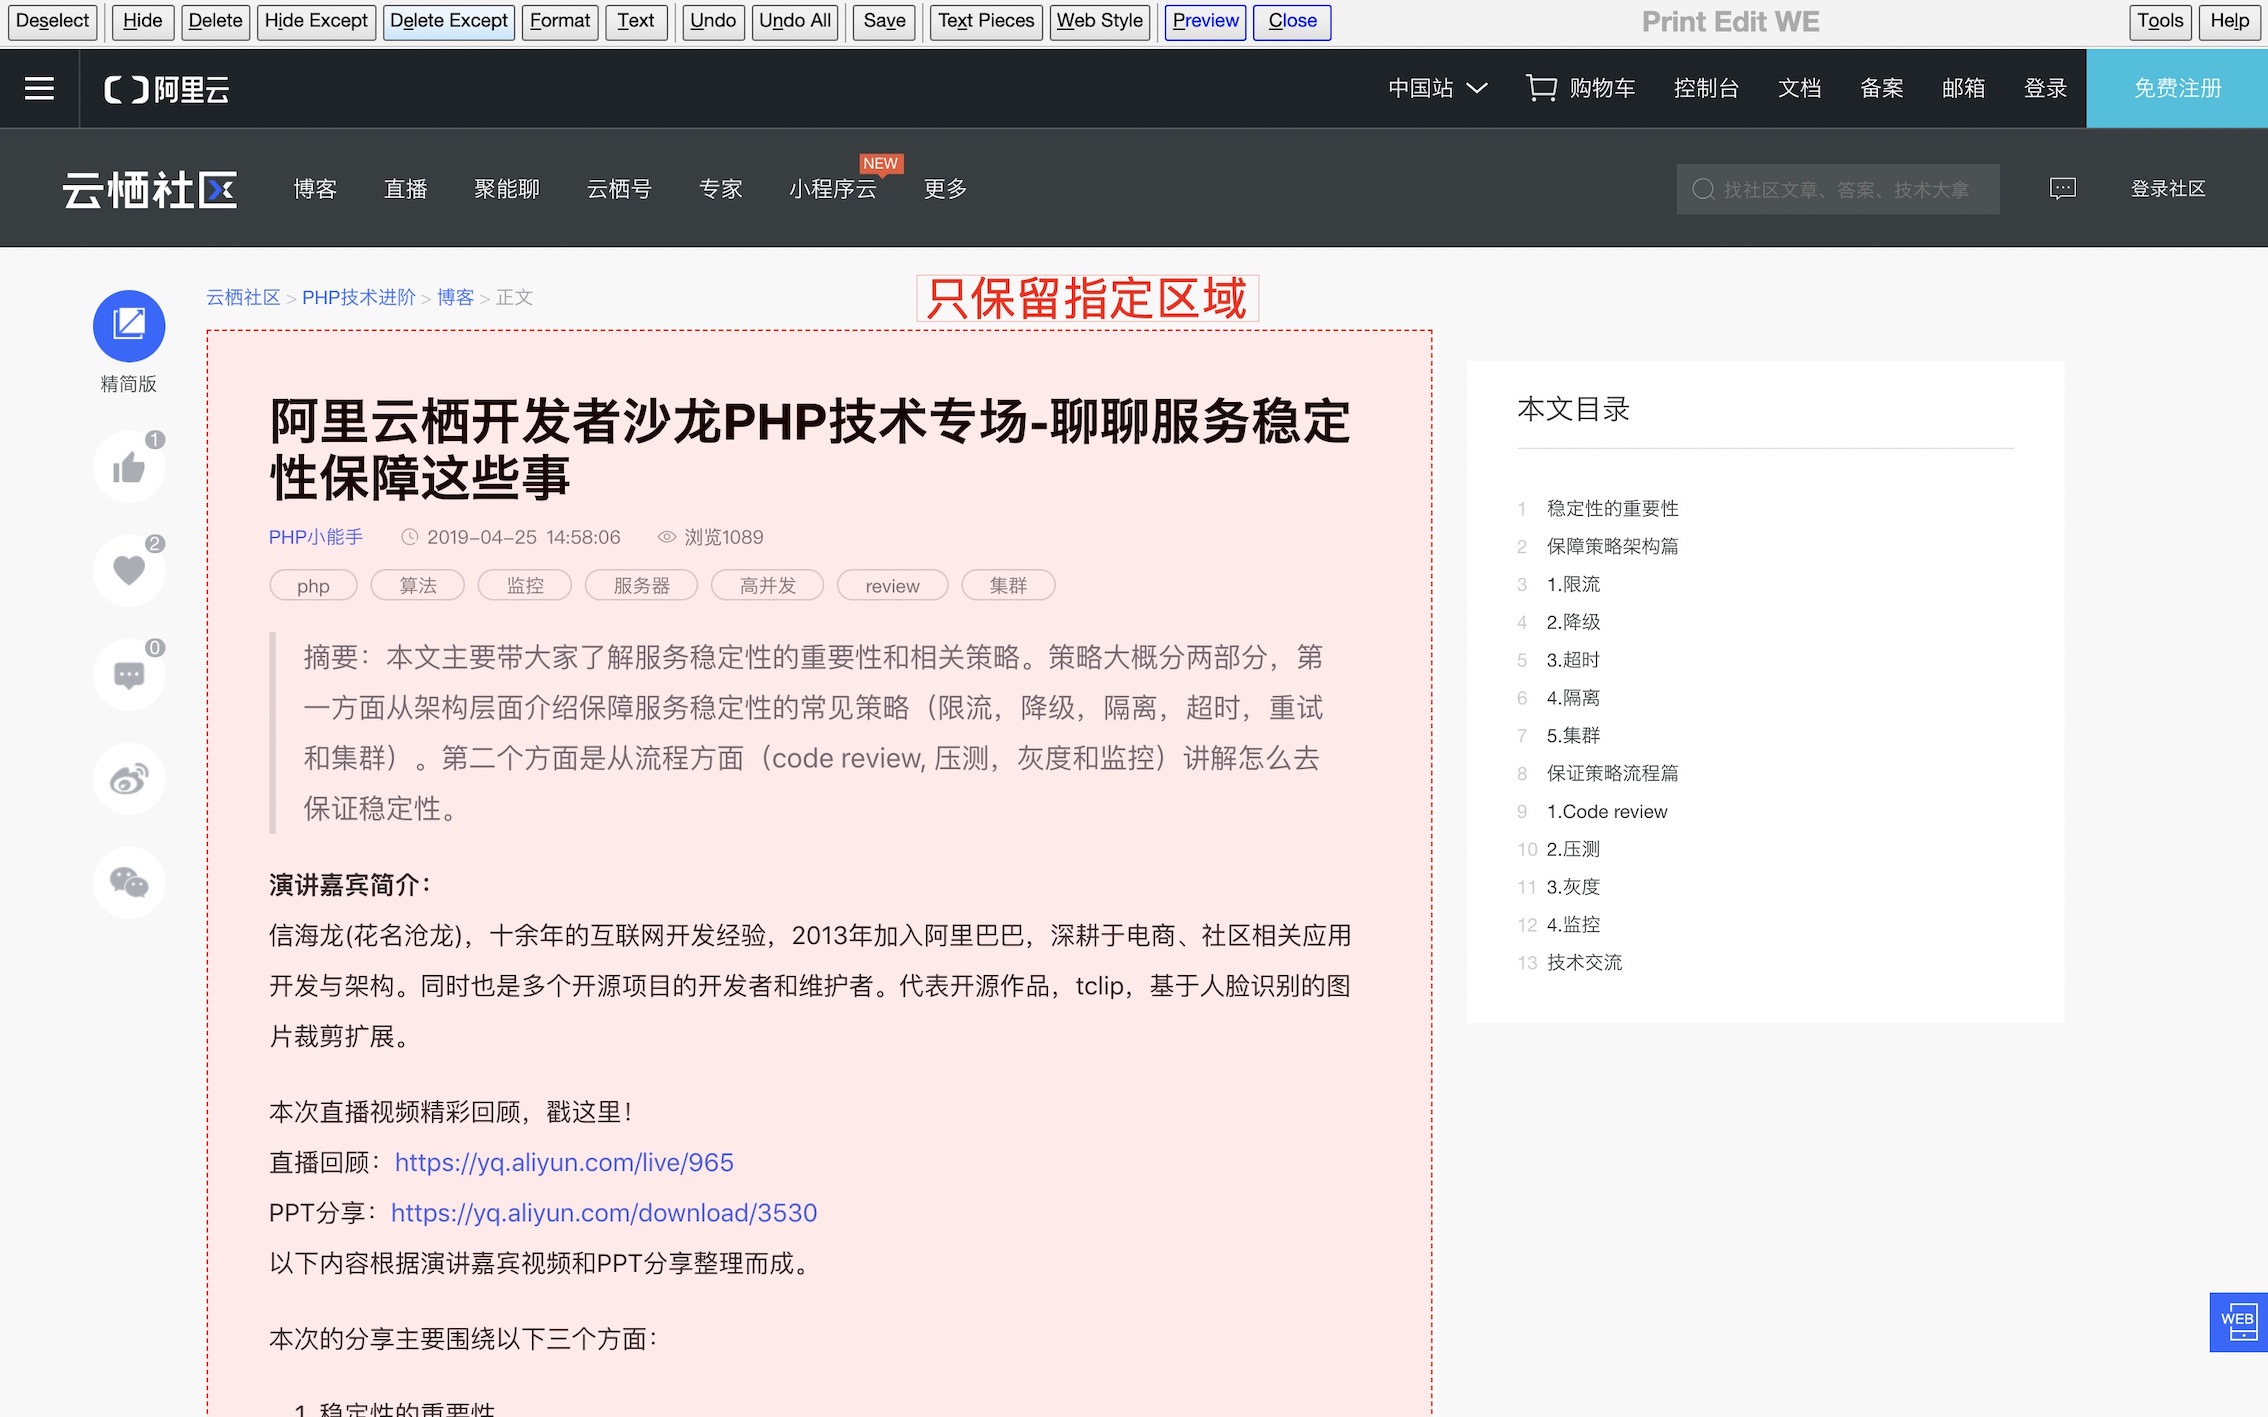 Deselect Hide Delete Hide Except Delete Except Format Text Undo Undo All Save Text Pieces Web Style Preview Close Print Edit WE Tools Help
阿里云 中国站 购物车 控制台 文档 备案 邮箱 登录 免费注册
云栖社区 博客 直播 聚能聊 云栖号 专家 小程序云 NEW 更多 找社区文章、答案、技术大拿 登录社区
云栖社区 > PHP技术进阶 > 博客 > 正文
只保留指定区域
精简版
1
2
0
阿里云栖开发者沙龙PHP技术专场-聊聊服务稳定
性保障这些事
PHP小能手 2019-04-25 14:58:06 浏览1089
php 算法 监控 服务器 高并发 review 集群
摘要：本文主要带大家了解服务稳定性的重要性和相关策略。策略大概分两部分，第
一方面从架构层面介绍保障服务稳定性的常见策略（限流，降级，隔离，超时，重试
和集群）。第二个方面是从流程方面（code review, 压测，灰度和监控）讲解怎么去
保证稳定性。
演讲嘉宾简介：
信海龙(花名沧龙)，十余年的互联网开发经验，2013年加入阿里巴巴，深耕于电商、社区相关应用
开发与架构。同时也是多个开源项目的开发者和维护者。代表开源作品，tclip，基于人脸识别的图
片裁剪扩展。
本次直播视频精彩回顾，戳这里！
直播回顾：https://yq.aliyun.com/live/965
PPT分享：https://yq.aliyun.com/download/3530
以下内容根据演讲嘉宾视频和PPT分享整理而成。
本次的分享主要围绕以下三个方面：
1. 稳定性的重要性
本文目录
1 稳定性的重要性
2 保障策略架构篇
3 1.限流
4 2.降级
5 3.超时
6 4.隔离
7 5.集群
8 保证策略流程篇
9 1.Code review
10 2.压测
11 3.灰度
12 4.监控
13 技术交流
WEB